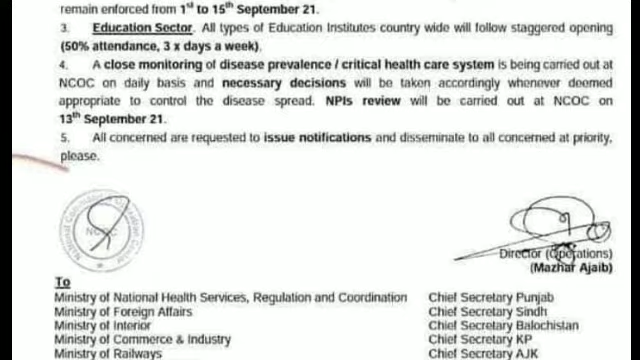 remain enforced from 1st to 15th September 21.
3. Education Sector. All types of Education Institutes country wide will follow staggered opening
(50% attendance, 3 x days a week).
4. A close monitoring of disease prevalence / critical health care system is being carried out at
NCOC on daily basis and necessary decisions will be taken accordingly whenever deemed
appropriate to control the disease spread. NPIs review will be carried out at NCOC on
13th September 21.
5. All concerned are requested to issue notifications and disseminate to all concerned at priority,
please.
NCOC
Director (Operations)
(Mazhar Ajaib)
To
Ministry of National Health Services, Regulation and Coordination
Chief Secretary Punjab
Ministry of Foreign Affairs
Chief Secretary Sindh
Ministry of Interior
Chief Secretary Balochistan
Ministry of Commerce & Industry
Chief Secretary KP
Ministry of Railways
Chief Secretary AJK